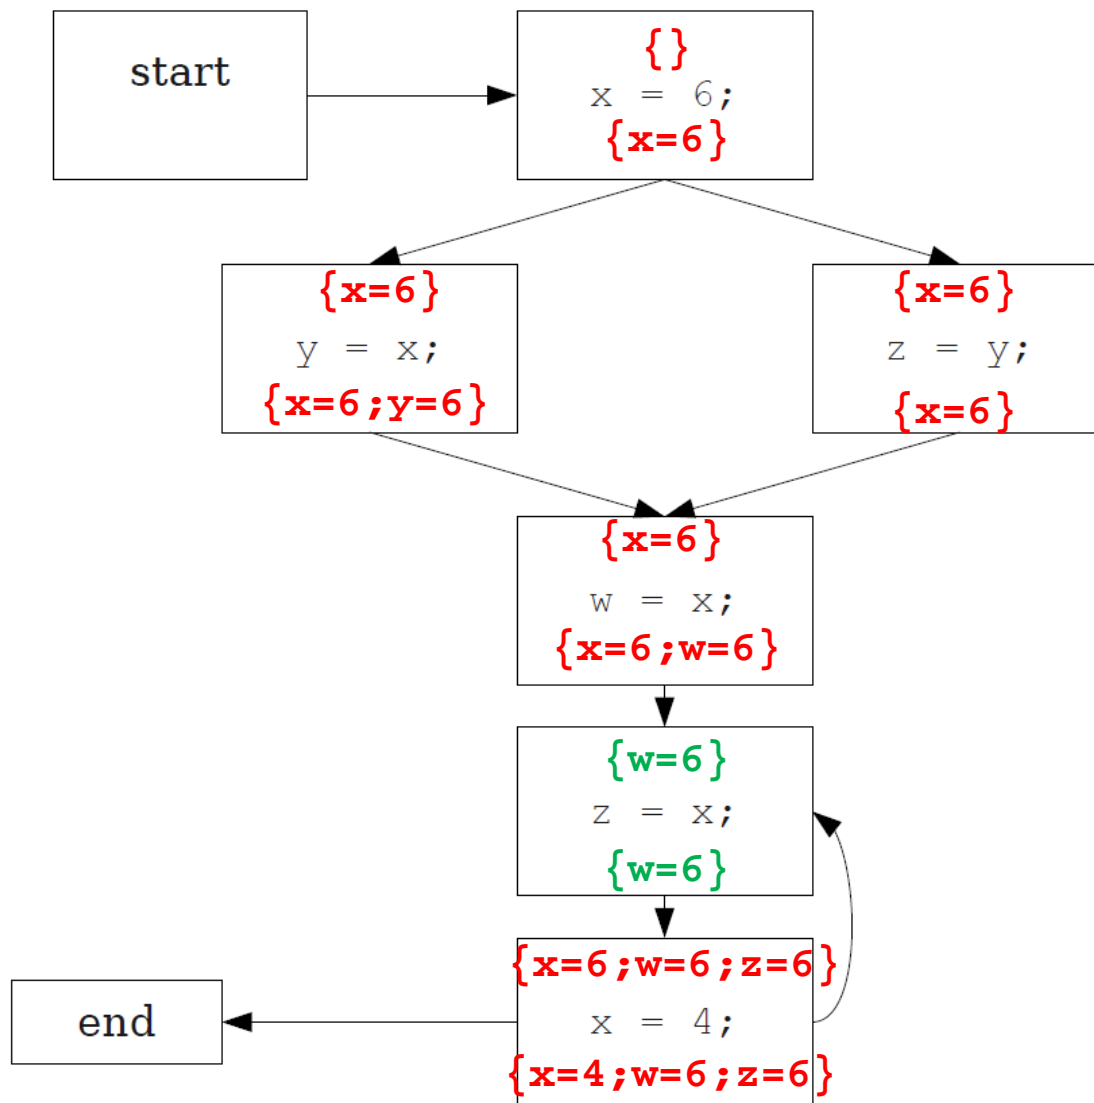 start
{}
x = 6;
{x=6}
{x=6}
y = x;
{x=6;y=6}
{x=6}
z = y;
{x=6}
{x=6}
w = x;
{x=6;w=6}
{w=6}
z = x;
{w=6}
{x=6;w=6;z=6}
x = 4;
{x=4;w=6;z=6}
end